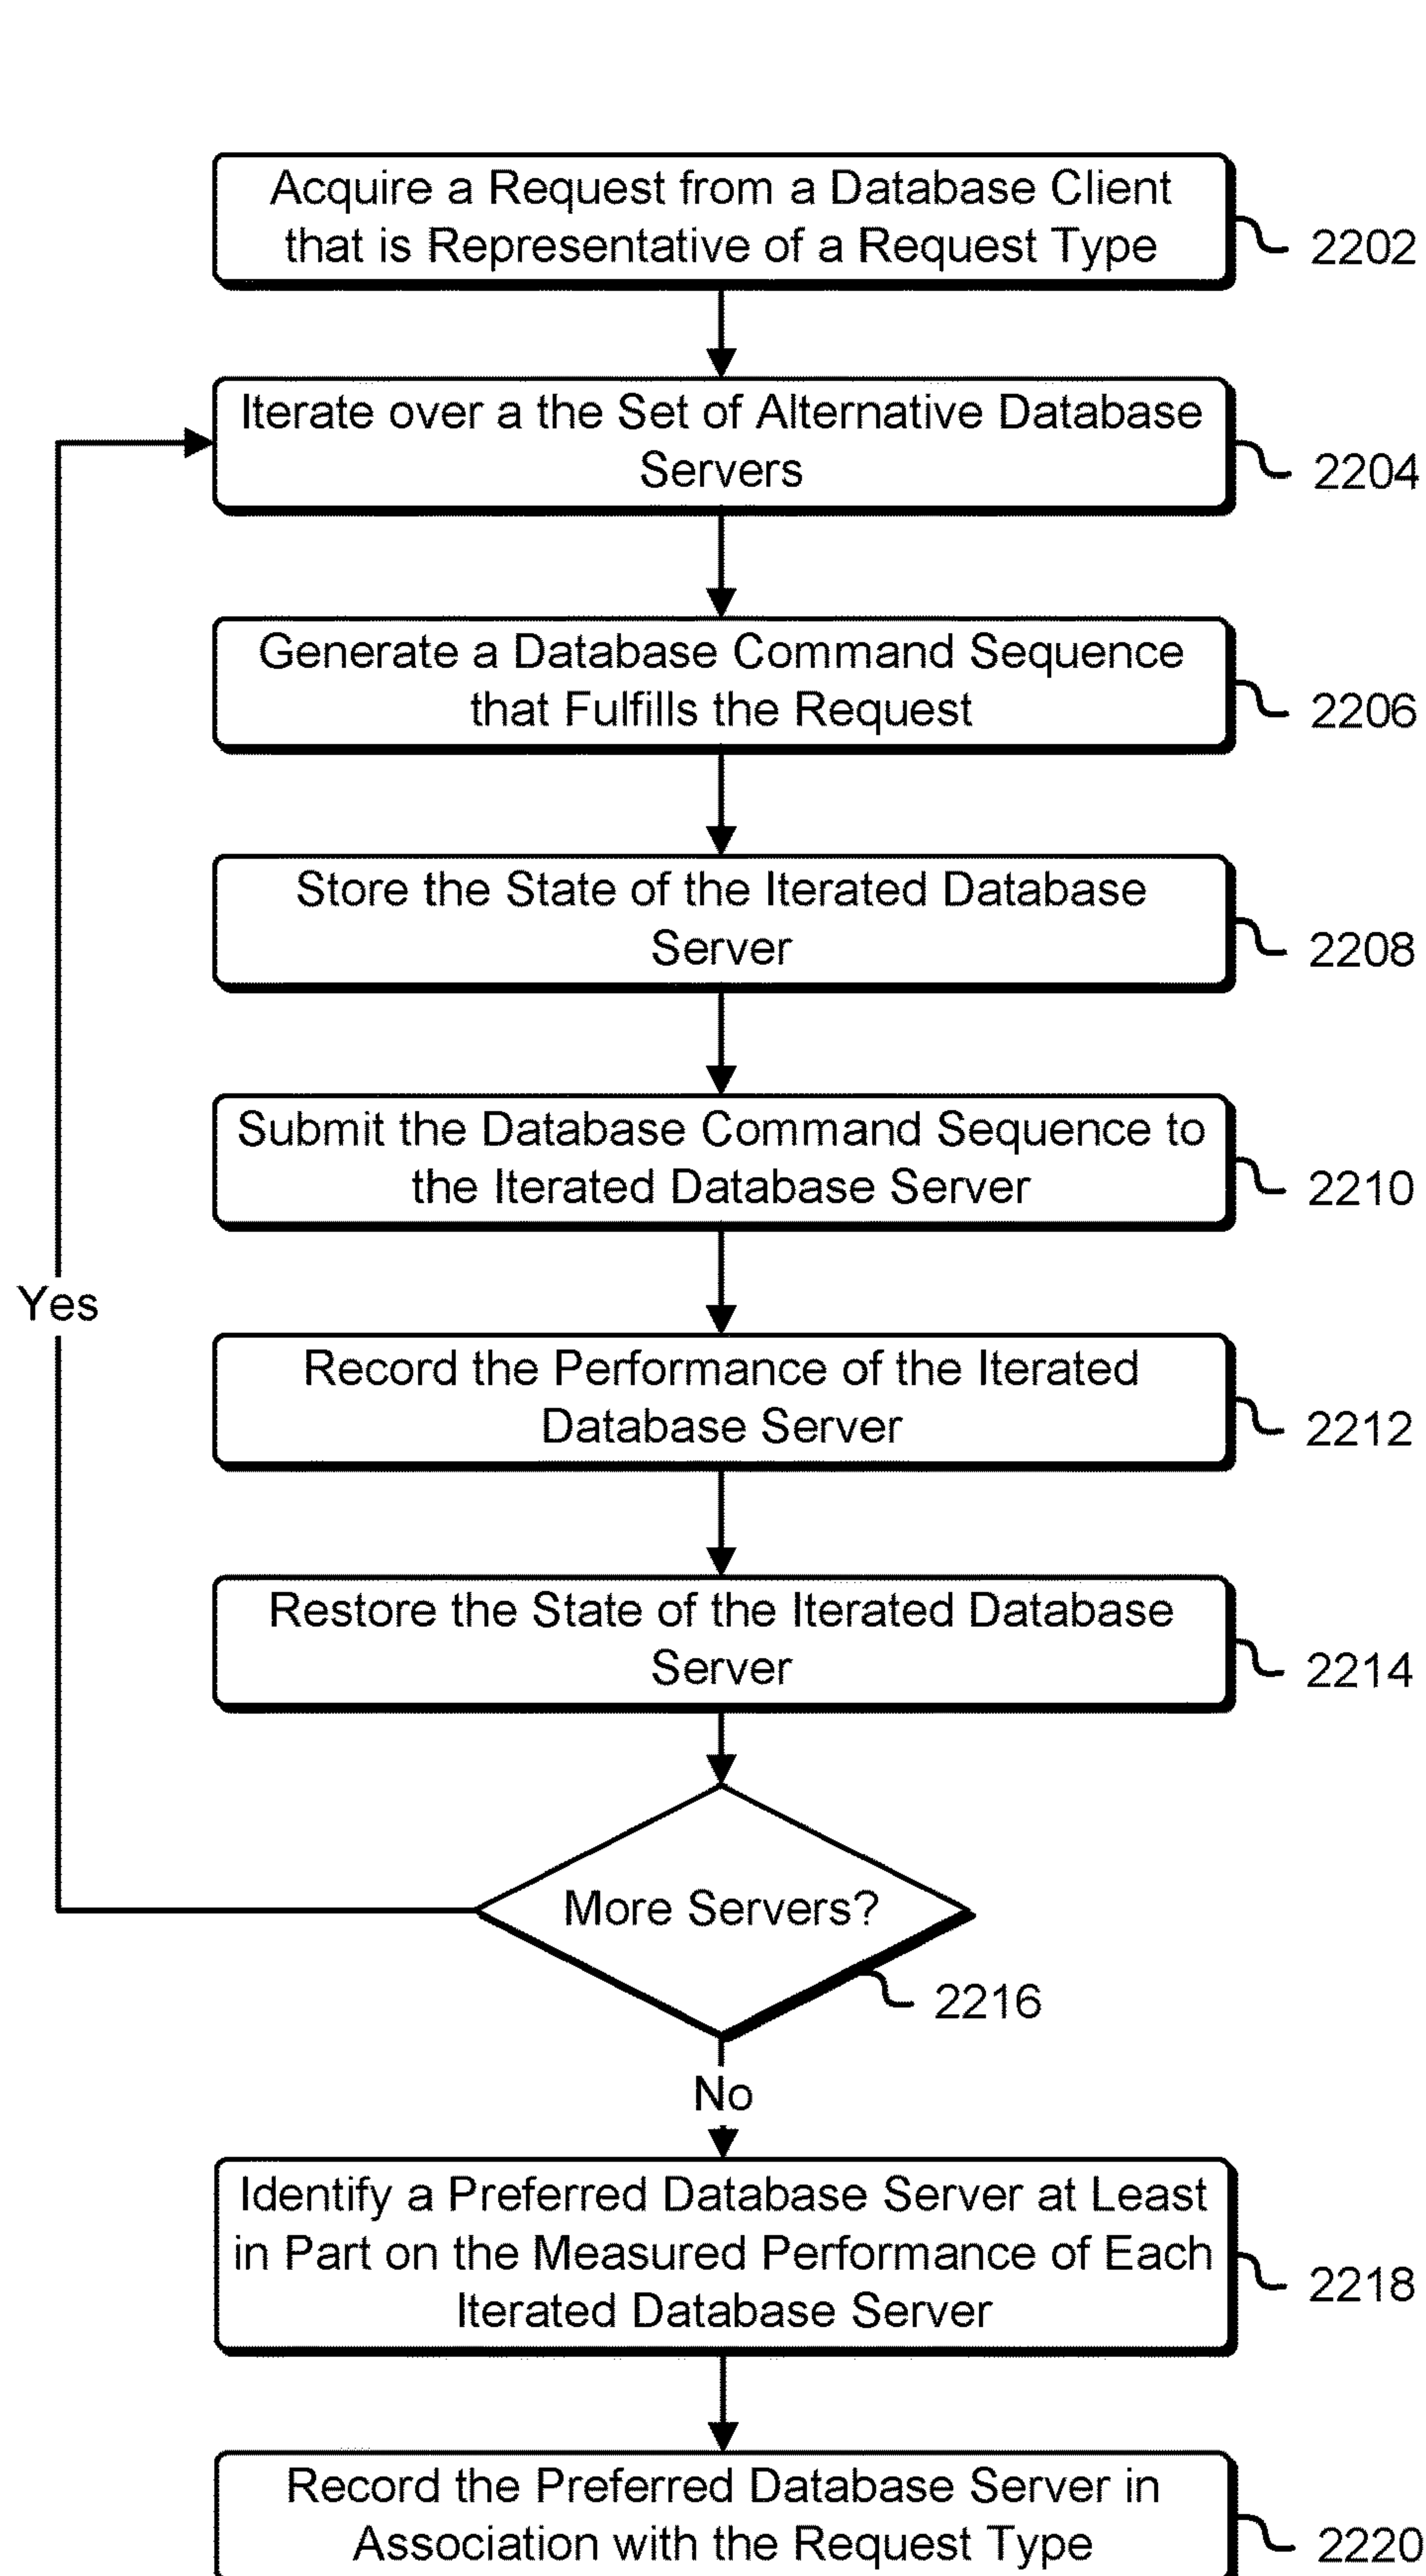 Acquire a Request from a Database Client
that is Representative of a Request Type
2202
Iterate over a the Set of Alternative Database
Servers
2204
Generate a Database Command Sequence
that Fulfills the Request
2206
Store the State of the Iterated Database
Server
2208
Submit the Database Command Sequence to
the Iterated Database Server
2210
Yes
Record the Performance of the Iterated
Database Server
2212
Restore the State of the Iterated Database
Server
2214
More Servers?
2216
No
Identify a Preferred Database Server at Least
in Part on the Measured Performance of Each
Iterated Database Server
2218
Record the Preferred Database Server in
Association with the Request Type
2220